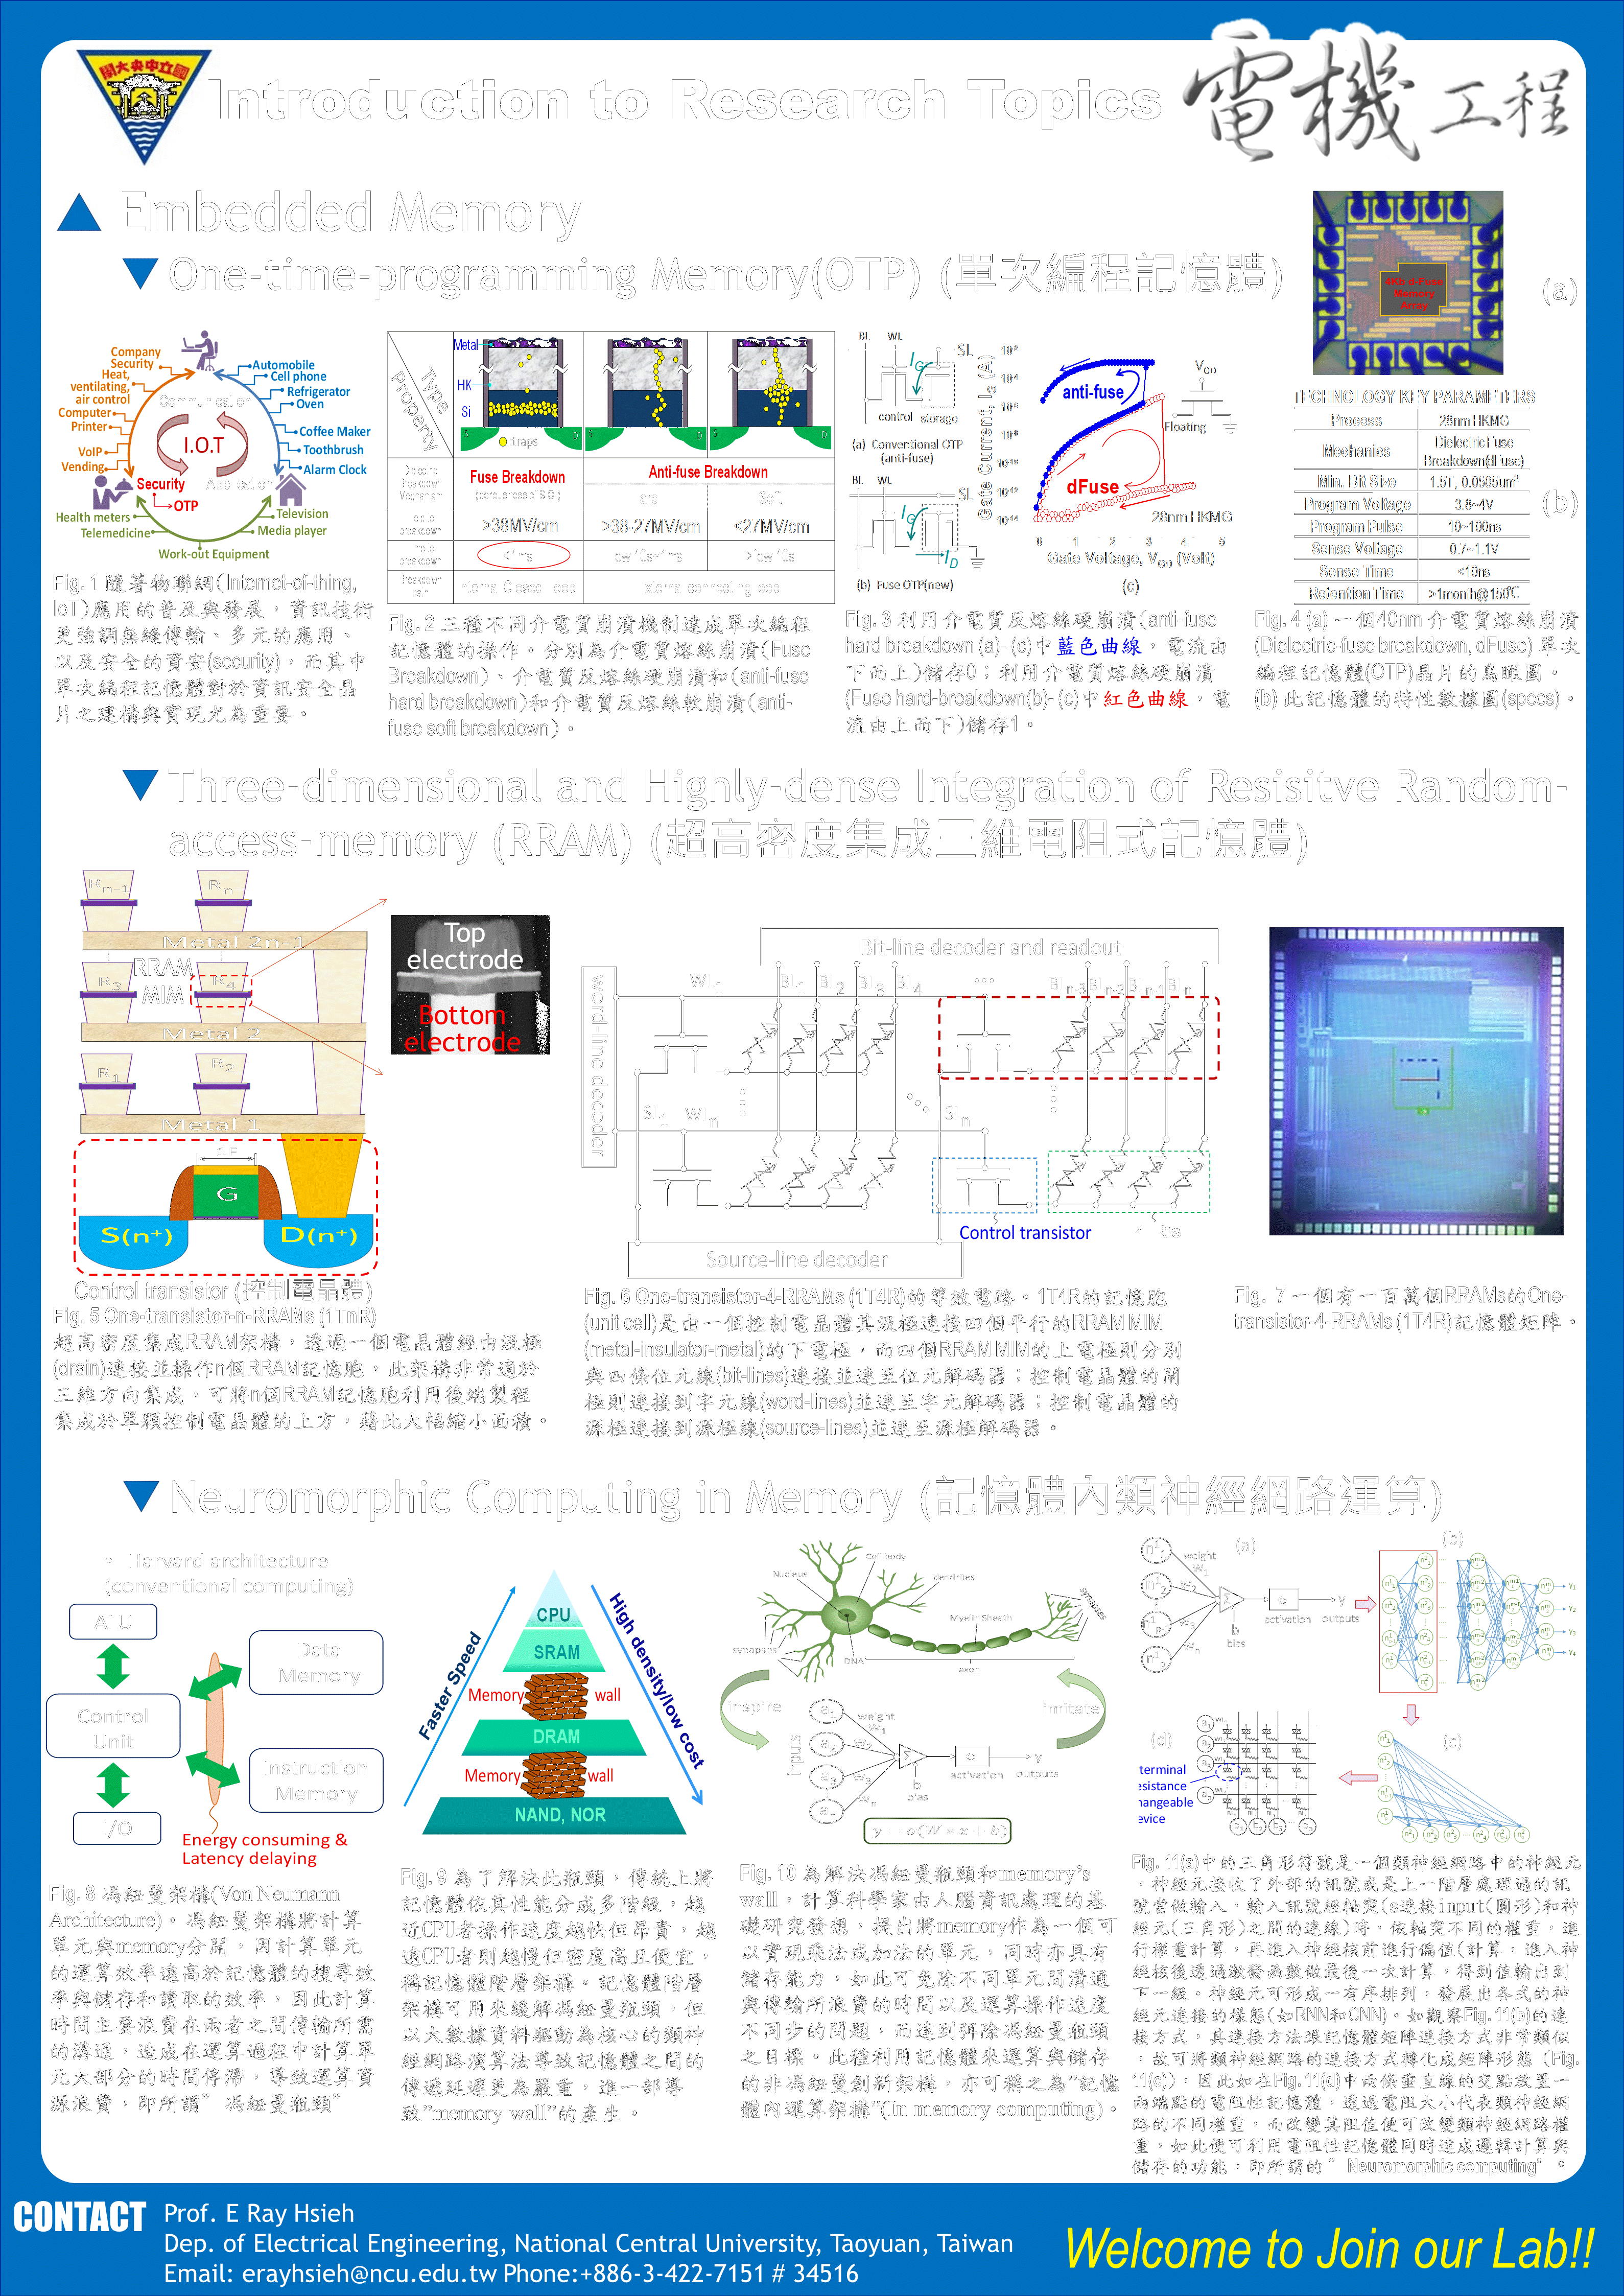 國立中央大學
Introduction to Research Topics
電機工程
Embedded Memory
One-time-programming Memory(OTP) (單次編程記憶體)
Company
Security
Heat,
ventilating,
air control
Computer
Printer
VoIP
Vending
Automobile
Cell phone
Refrigerator
Oven
Coffee Maker
Toothbrush
Alarm Clock
I.O.T
Security
OTP
Health meters
Telemedicine
Work-out Equipment
Television
Media player
Fig. 1 隨著物聯網(Internet-of-thing,
IoT)應用的普及與發展，資訊技術
更強調無縫傳輸、多元的應用、
以及安全的資安(security)，而其中
單次編程記憶體對於資訊安全晶
片之建構與實現尤為重要。
Type
Property
Metal
HK
Si
:traps
Fuse Breakdown
Anti-fuse Breakdown
>38MV/cm
>38-27MV/cm
<27MV/cm
Fig. 2 三種不同介電質崩潰機制達成單次編程
記憶體的操作。分別為介電質熔絲崩潰(Fuse
Breakdown)、介電質反熔絲硬崩潰和(anti-fuse
hard breakdown)和介電質反熔絲軟崩潰(anti-
fuse soft breakdown)。
BL WL
SL
control storage
(a) Conventional OTP
(anti-fuse)
BL WL
SL
(b) Fuse OTP(new)
Gate Current, IG (A)
anti-fuse
dFuse
VGD
Floating
28nm HKMG
0 1 2 3 4 5
Gate Voltage, VGD (Volt)
(c)
Fig. 3 利用介電質反熔絲硬崩潰(anti-fuse
hard breakdown (a)- (c)中藍色曲線，電流由
下而上)儲存0；利用介電質熔絲硬崩潰
(Fuse hard-breakdown(b)- (c)中紅色曲線，電
流由上而下)儲存1。
4Kb d-Fuse
Memory
Array
(a)
TECHNOLOGY KEY PARAMETERS
Process 28nm HKMG
Mechanics Dielectric Fuse Breakdown(dFuse)
Min. Bit Size 1.5T, 0.0585um²
Program Voltage 3.8~4V
Program Pulse 10~100ns
Sense Voltage 0.7~1.1V
Sense Time <10ns
Retention Time >1month@150℃
(b)
Fig. 4 (a) 一個40nm 介電質熔絲崩潰
(Dielectric-fuse breakdown, dFuse) 單次
編程記憶體(OTP)晶片的鳥瞰圖。
(b) 此記憶體的特性數據圖(specs)。
Three-dimensional and Highly-dense Integration of Resisitve Random-
access-memory (RRAM) (超高密度集成三維電阻式記憶體)
Rn-1 Rn
Metal 2n-1
RRAM
MIM
R3 R4
Metal 2
R1 R2
Metal 1
G
S(n⁺) D(n⁺)
Control transistor (控制電晶體)
Top
electrode
Bottom
electrode
Fig. 5 One-transistor-n-RRAMs (1TnR)
超高密度集成RRAM架構，透過一個電晶體經由汲極
(drain)連接並操作n個RRAM記憶胞，此架構非常適於
三維方向集成，可將n個RRAM記憶胞利用後端製程
集成於單顆控制電晶體的上方，藉此大福縮小面積。
Bit-line decoder and readout
word-line decoder
Control transistor
Source-line decoder
Fig. 6 One-transistor-4-RRAMs (1T4R)的導致電路。1T4R的記憶胞
(unit cell)是由一個控制電晶體其汲極連接四個平行的RRAM MIM
(metal-insulator-metal)的下電極，而四個RRAM MIM的上電極則分別
與四條位元線(bit-lines)連接並連至位元解碼器；控制電晶體的閘
極則連接到字元線(word-lines)並連至字元解碼器；控制電晶體的
源極連接到源極線(source-lines)並連至源極解碼器。
Fig. 7 一個有一百萬個RRAMs的One-
transistor-4-RRAMs (1T4R)記憶體矩陣。
Neuromorphic Computing in Memory (記憶體內類神經網路運算)
• Harvard architecture
(conventional computing)
ALU
Control
Unit
I/O
Data
Memory
Instruction
Memory
Energy consuming &
Latency delaying
Fig. 8 馮紐曼架構(Von Neumann
Architecture)。馮紐曼架構將計算
單元與memory分開，因計算單元
的運算效率遠高於記憶體的搜尋效
率與儲存和讀取的效率，因此計算
時間主要浪費在兩者之間傳輸所需
的溝通，造成在運算過程中計算單
元大部分的時間停滯，導致運算資
源浪費，即所謂”馮紐曼瓶頸”
Faster Speed
High density/low cost
CPU
SRAM
Memory wall
DRAM
Memory wall
NAND, NOR
Fig. 9 為了解決此瓶頸，傳統上將
記憶體依其性能分成多階級，越
近CPU者操作速度越快但昂貴，越
遠CPU者則越慢但密度高且便宜，
稱記憶體階層架構。記憶體階層
架構可用來緩解馮紐曼瓶頸，但
以大數據資料驅動為核心的類神
經網路演算法導致記憶體之間的
傳遞延遲更為嚴重，進一部導
致”memory wall”的產生。
Nucleus
Cell body
dendrites
Myelin Sheath
synapses
synapses
DNA
axon
inspire
imitate
inputs
weight
bias
activation
outputs
Fig. 10 為解決馮紐曼瓶頸和memory’s
wall，計算科學家由人腦資訊處理的基
礎研究發想，提出將memory作為一個可
以實現乘法或加法的單元，同時亦具有
儲存能力，如此可免除不同單元間溝通
與傳輸所浪費的時間以及運算操作速度
不同步的問題，而達到弭除馮紐曼瓶頸
之目標。此種利用記憶體來運算與儲存
的非馮紐曼創新架構，亦可稱之為”記憶
體內運算架構”(In memory computing)。
(a)
weight
bias
activation
outputs
(b)
(c)
(d)
terminal
esistance
hangeable
evice
Fig. 11(a)中的三角形符號是一個類神經網路中的神經元
，神經元接收了外部的訊號或是上一階層處理過的訊
號當做輸入，輸入訊號經軸突(s連接input(圓形)和神
經元(三角形)之間的連線)時，依軸突不同的權重，進
行權重計算，再進入神經核前進行偏值(計算，進入神
經核後透過激發函數做最後一次計算，得到值輸出到
下一級。神經元可形成一有序排列，發展出各式的神
經元連接的樣態(如RNN和CNN)。如觀察Fig. 11(b)的連
接方式，其連接方法跟記憶體矩陣連接方式非常類似
，故可將類神經網路的連接方式轉化成矩陣形態 (Fig.
11(c))，因此如在Fig. 11(d)中兩條垂直線的交點放置一
兩端點的電阻性記憶體，透過電阻大小代表類神經網
路的不同權重，而改變其阻值便可改變類神經網路權
重，如此便可利用電阻性記憶體同時達成邏輯計算與
儲存的功能，即所謂的”Neuromorphic computing”。
CONTACT
Prof. E Ray Hsieh
Dep. of Electrical Engineering, National Central University, Taoyuan, Taiwan
Email: erayhsieh@ncu.edu.tw Phone:+886-3-422-7151 # 34516
Welcome to Join our Lab!!